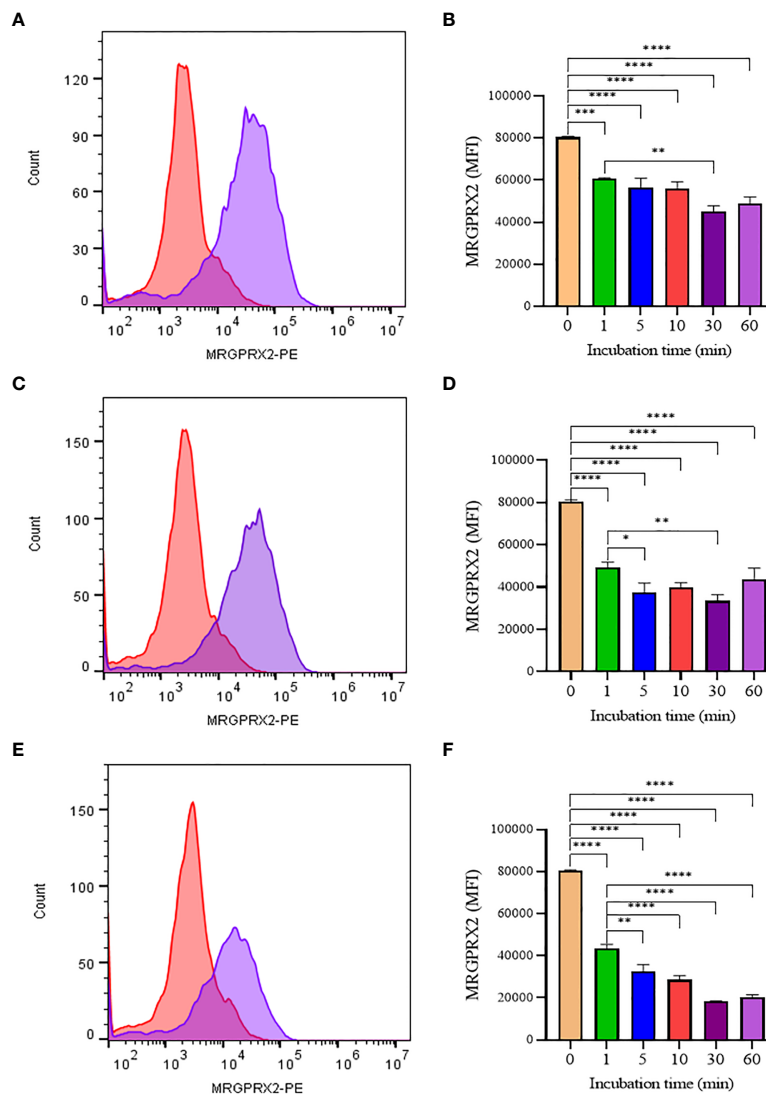 A
120
90
60
30
0
Count
10^2 10^3 10^4 10^5 10^6 10^7
MRGPRX2-PE
B
****
****
****
****
***
**
100000
80000
60000
40000
20000
0
MRGPRX2 (MFI)
0 1 5 10 30 60
Incubation time (min)
C
150
100
50
0
Count
10^2 10^3 10^4 10^5 10^6 10^7
MRGPRX2-PE
D
****
****
****
****
****
**
*
100000
80000
60000
40000
20000
0
MRGPRX2 (MFI)
0 1 5 10 30 60
Incubation time (min)
E
150
100
50
0
Count
10^2 10^3 10^4 10^5 10^6 10^7
MRGPRX2-PE
F
****
****
****
****
****
****
****
****
**
100000
80000
60000
40000
20000
0
MRGPRX2 (MFI)
0 1 5 10 30 60
Incubation time (min)